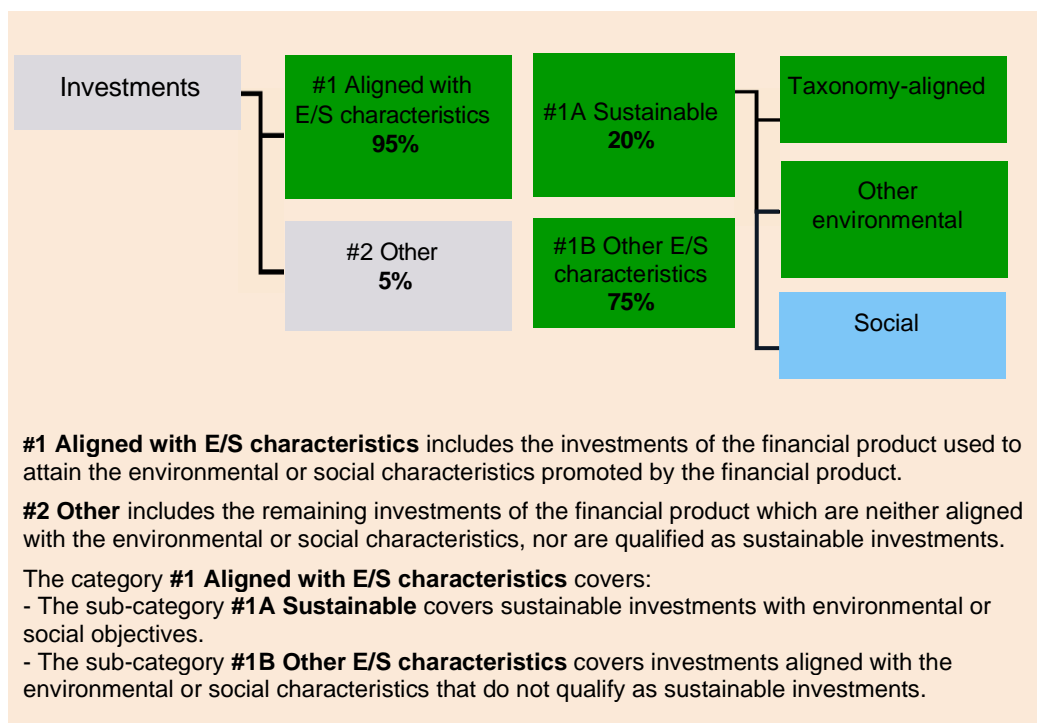 Investments
#1 Aligned with
E/S characteristics
95%
#2 Other
5%
#1A Sustainable
20%
#1B Other E/S
characteristics
75%
Taxonomy-aligned
Other
environmental
Social
#1 Aligned with E/S characteristics includes the investments of the financial product used to
attain the environmental or social characteristics promoted by the financial product.
#2 Other includes the remaining investments of the financial product which are neither aligned
with the environmental or social characteristics, nor are qualified as sustainable investments.
The category #1 Aligned with E/S characteristics covers:
- The sub-category #1A Sustainable covers sustainable investments with environmental or
social objectives.
- The sub-category #1B Other E/S characteristics covers investments aligned with the
environmental or social characteristics that do not qualify as sustainable investments.